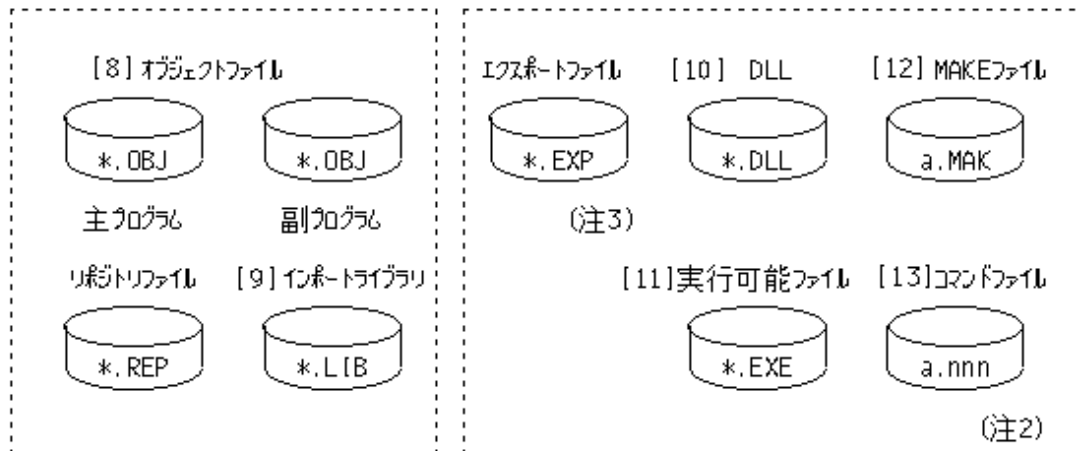 [8]オブジェクトファイル
*.OBJ
*.OBJ
主プログラム
副プログラム
リポジトリファイル
[9]インポートライブラリ
*.REP
*.LIB
エクスポートファイル
[10] DLL
[12]MAKEファイル
*.EXP
*.DLL
a.MAK
(注3)
[11]実行可能ファイル
[13]コマンドファイル
*.EXE
a.nnn
(注2)